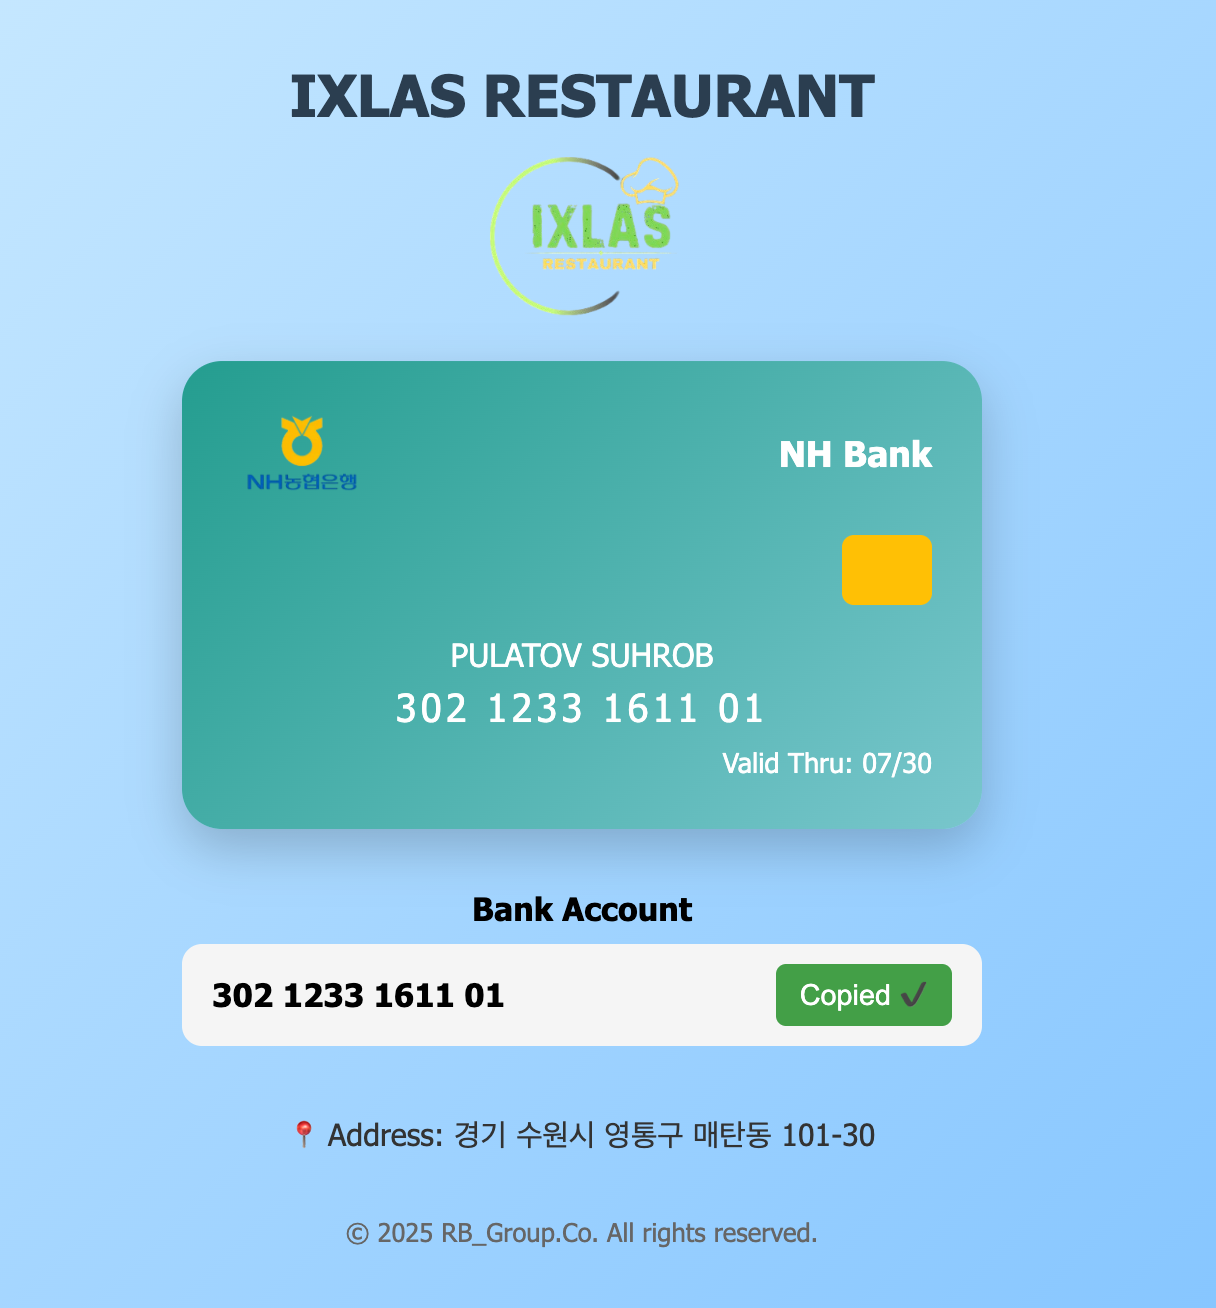 IXLAS RESTAURANT
IXLAS
RESTAURANT
NH농협은행
NH Bank
PULATOV SUHROB
302 1233 1611 01
Valid Thru: 07/30
Bank Account
302 1233 1611 01
Copied ✔
📍 Address: 경기 수원시 영통구 매탄동 101-30
© 2025 RB_Group.Co. All rights reserved.